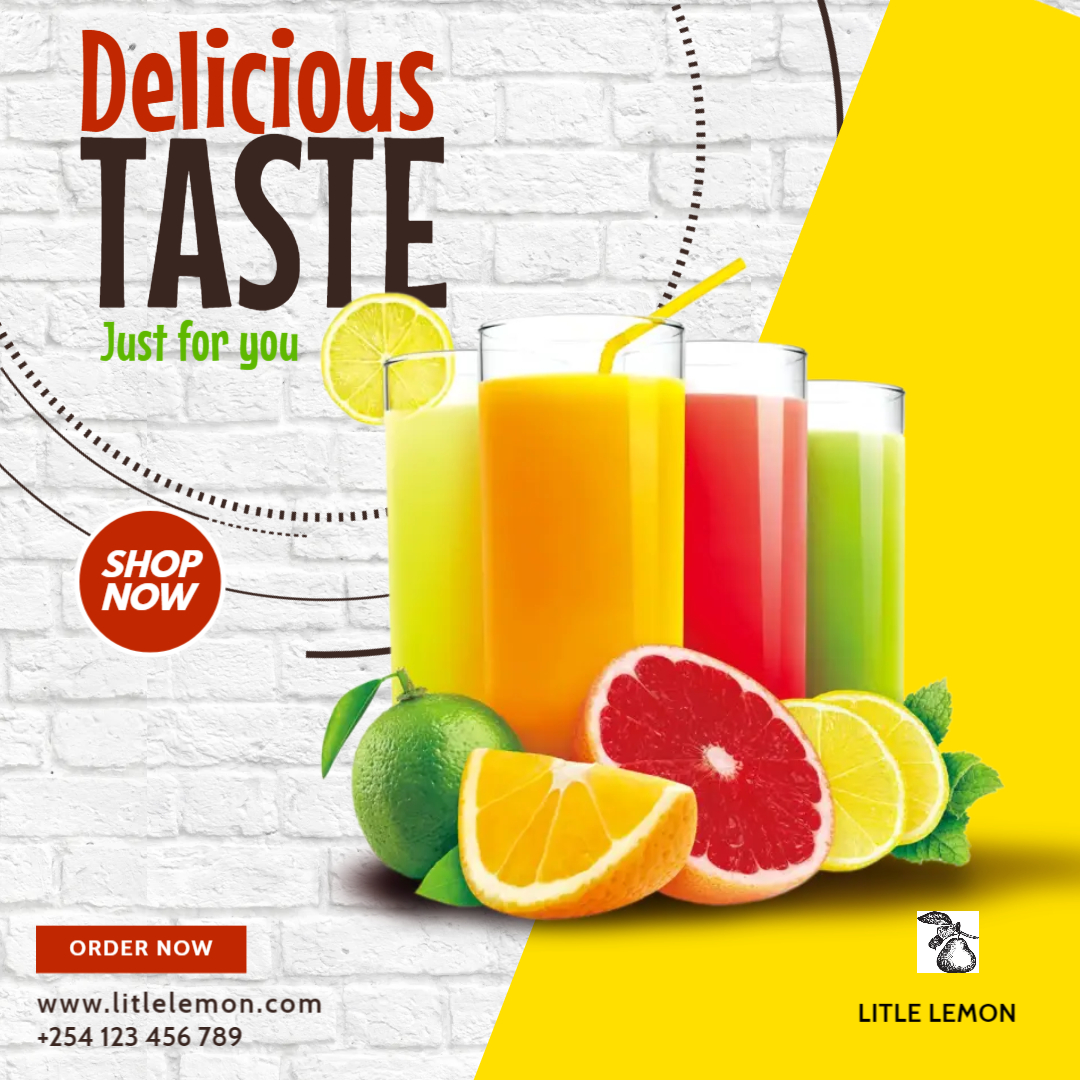 Delicious
TASTE
Just for you
SHOP
NOW
ORDER NOW
www.litlelemon.com
+254 123 456 789
LITLE LEMON